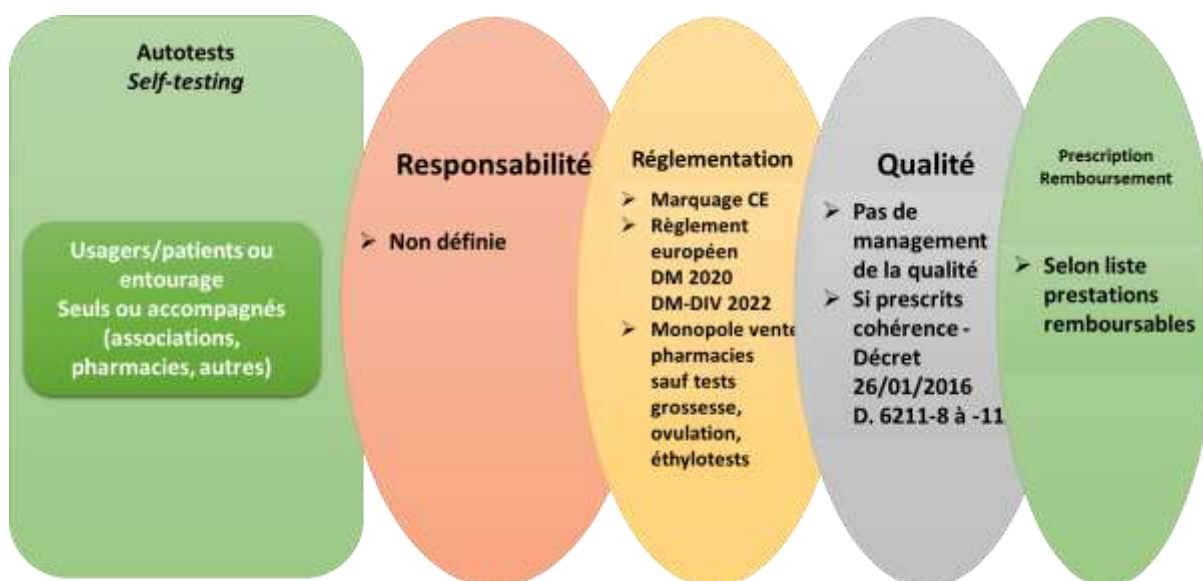 Autotests
Self-testing
Usagers/patients ou
entourage
Seuls ou accompagnés
(associations,
pharmacies, autres)
Responsabilité
➢ Non définie
Réglementation
➢ Marquage CE
➢ Règlement
européen
DM 2020
DM-DIV 2022
➢ Monopole vente
pharmacies
sauf tests
grossesse,
ovulation,
éthylotests
Qualité
➢ Pas de
management
de la qualité
➢ Si prescrits
cohérence -
Décret
26/01/2016
D. 6211-8 à -11
Prescription
Remboursement
➢ Selon liste
prestations
remboursables